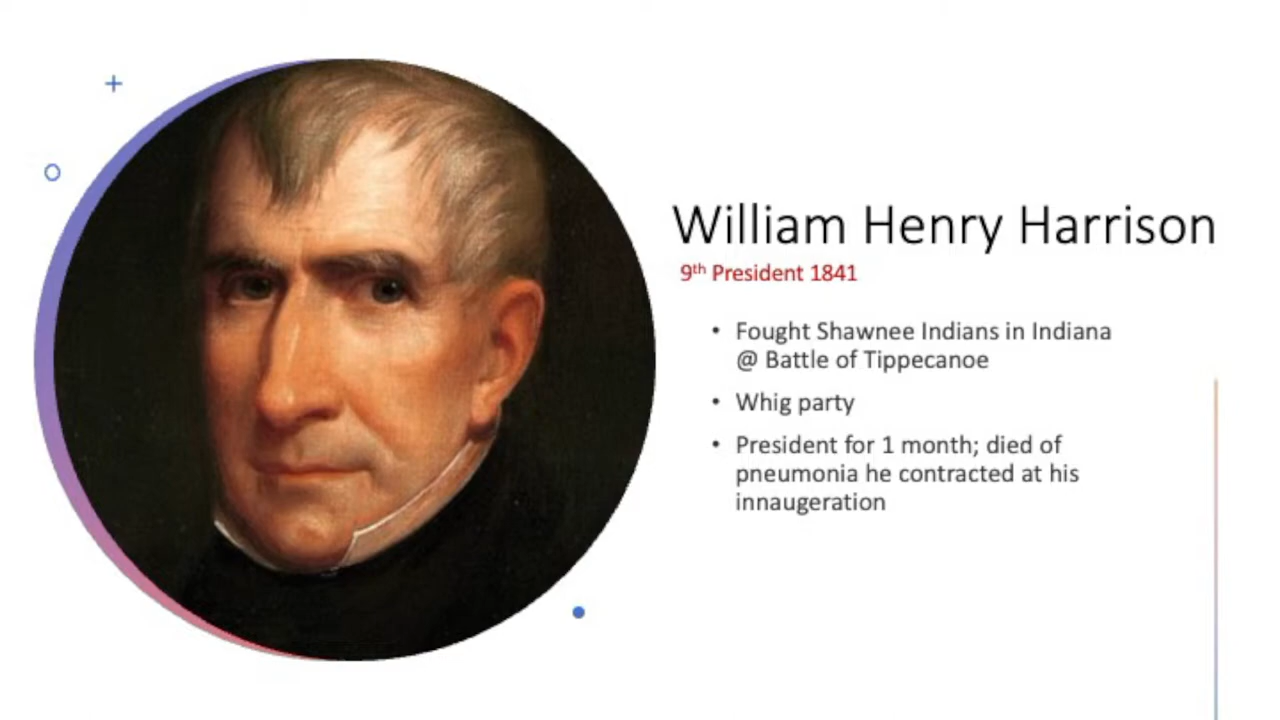 William Henry Harrison
9th President 1841
• Fought Shawnee Indians in Indiana
@ Battle of Tippecanoe
• Whig party
• President for 1 month; died of
pneumonia he contracted at his
innaugeration